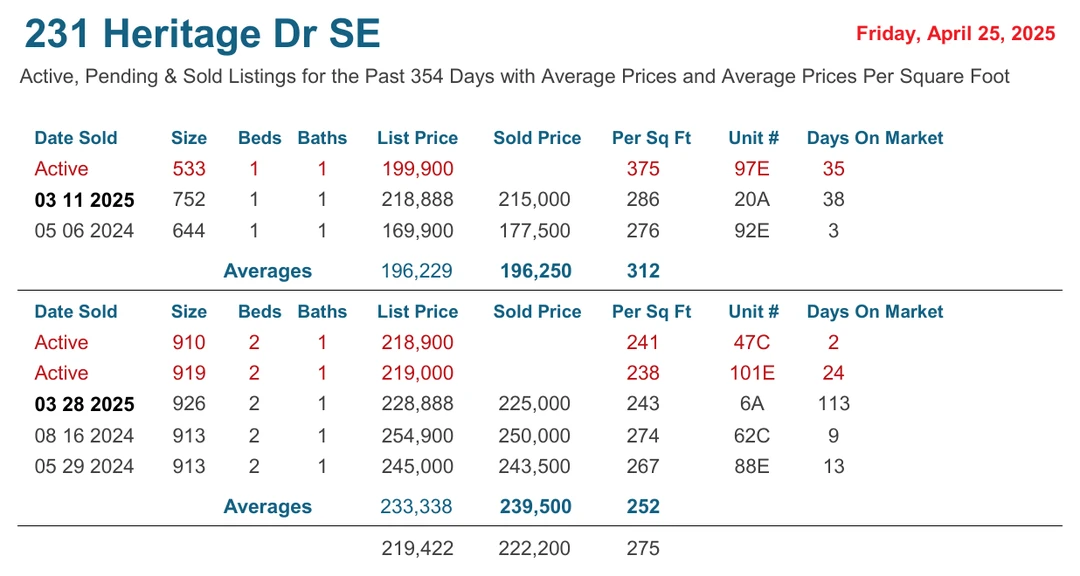 231 Heritage Dr SE
Friday, April 25, 2025
Active, Pending & Sold Listings for the Past 354 Days with Average Prices and Average Prices Per Square Foot
Date Sold Size Beds Baths List Price Sold Price Per Sq Ft Unit # Days On Market
Active 533 1 1 199,900 375 97E 35
03 11 2025 752 1 1 218,888 215,000 286 20A 38
05 06 2024 644 1 1 169,900 177,500 276 92E 3
Averages 196,229 196,250 312
Date Sold Size Beds Baths List Price Sold Price Per Sq Ft Unit # Days On Market
Active 910 2 1 218,900 241 47C 2
Active 919 2 1 219,000 238 101E 24
03 28 2025 926 2 1 228,888 225,000 243 6A 113
08 16 2024 913 2 1 254,900 250,000 274 62C 9
05 29 2024 913 2 1 245,000 243,500 267 88E 13
Averages 233,338 239,500 252
219,422 222,200 275